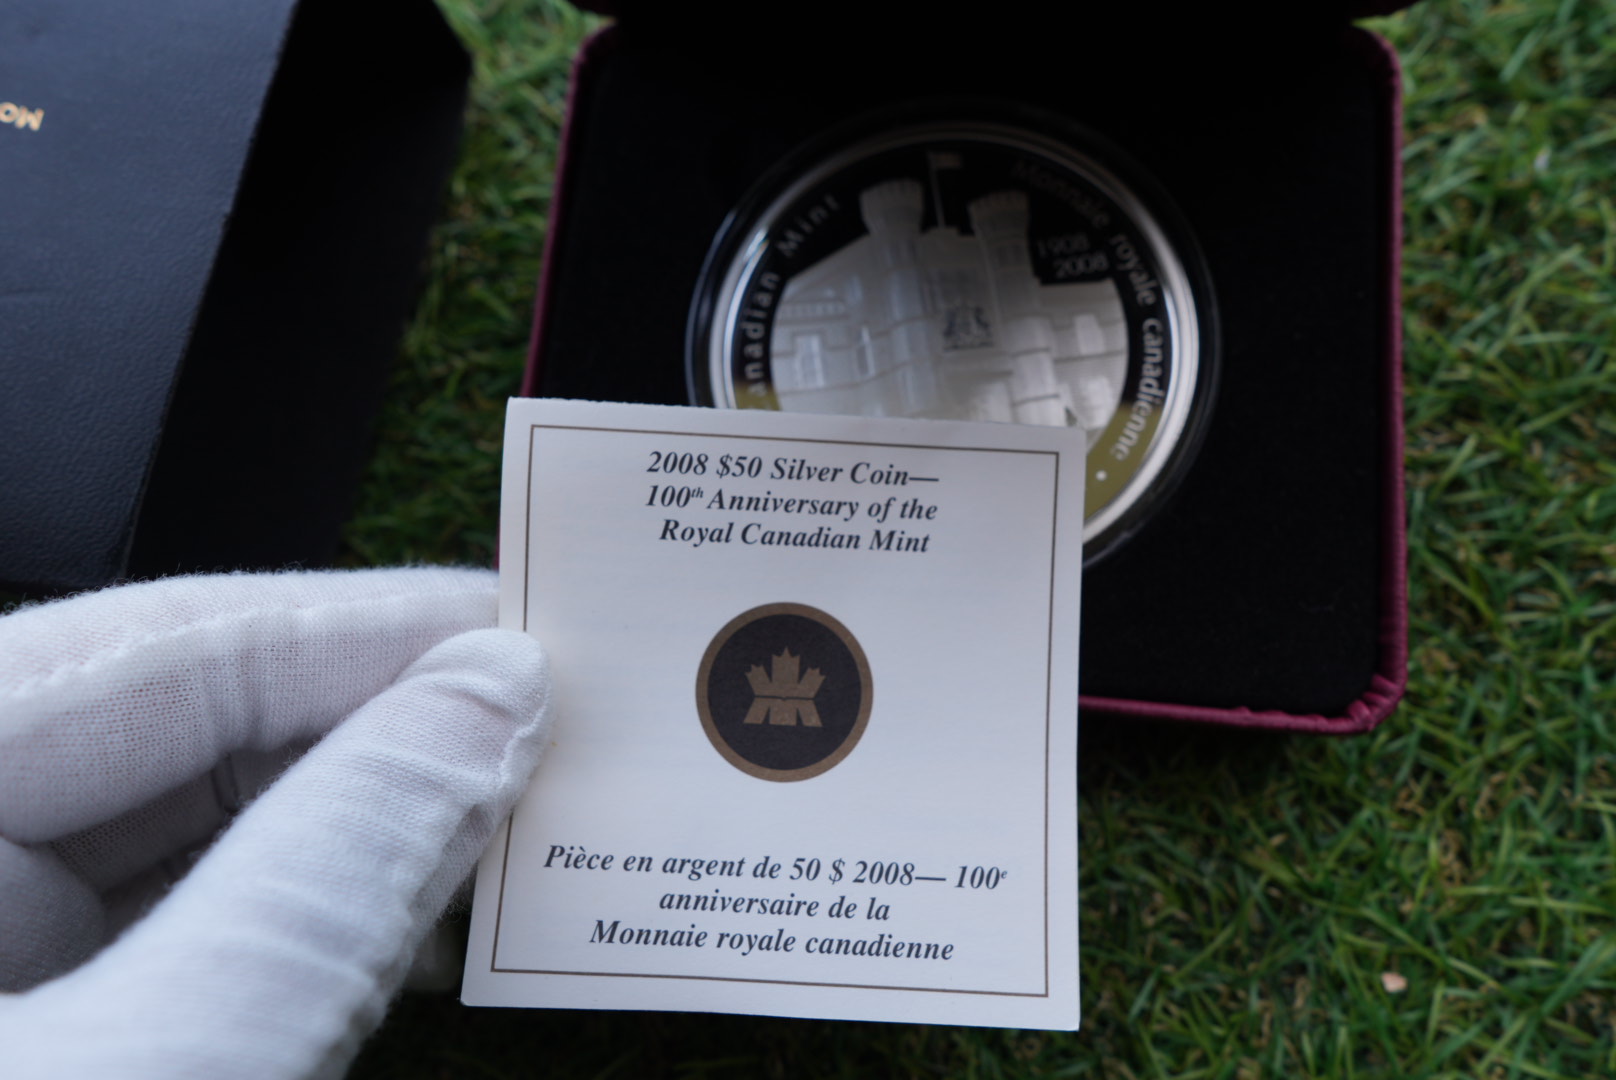 anadian Mint
Monnaie royale canadienne
1908
2008
2008 $50 Silver Coin—
100th Anniversary of the
Royal Canadian Mint
Pièce en argent de 50 $ 2008— 100e
anniversaire de la
Monnaie royale canadienne